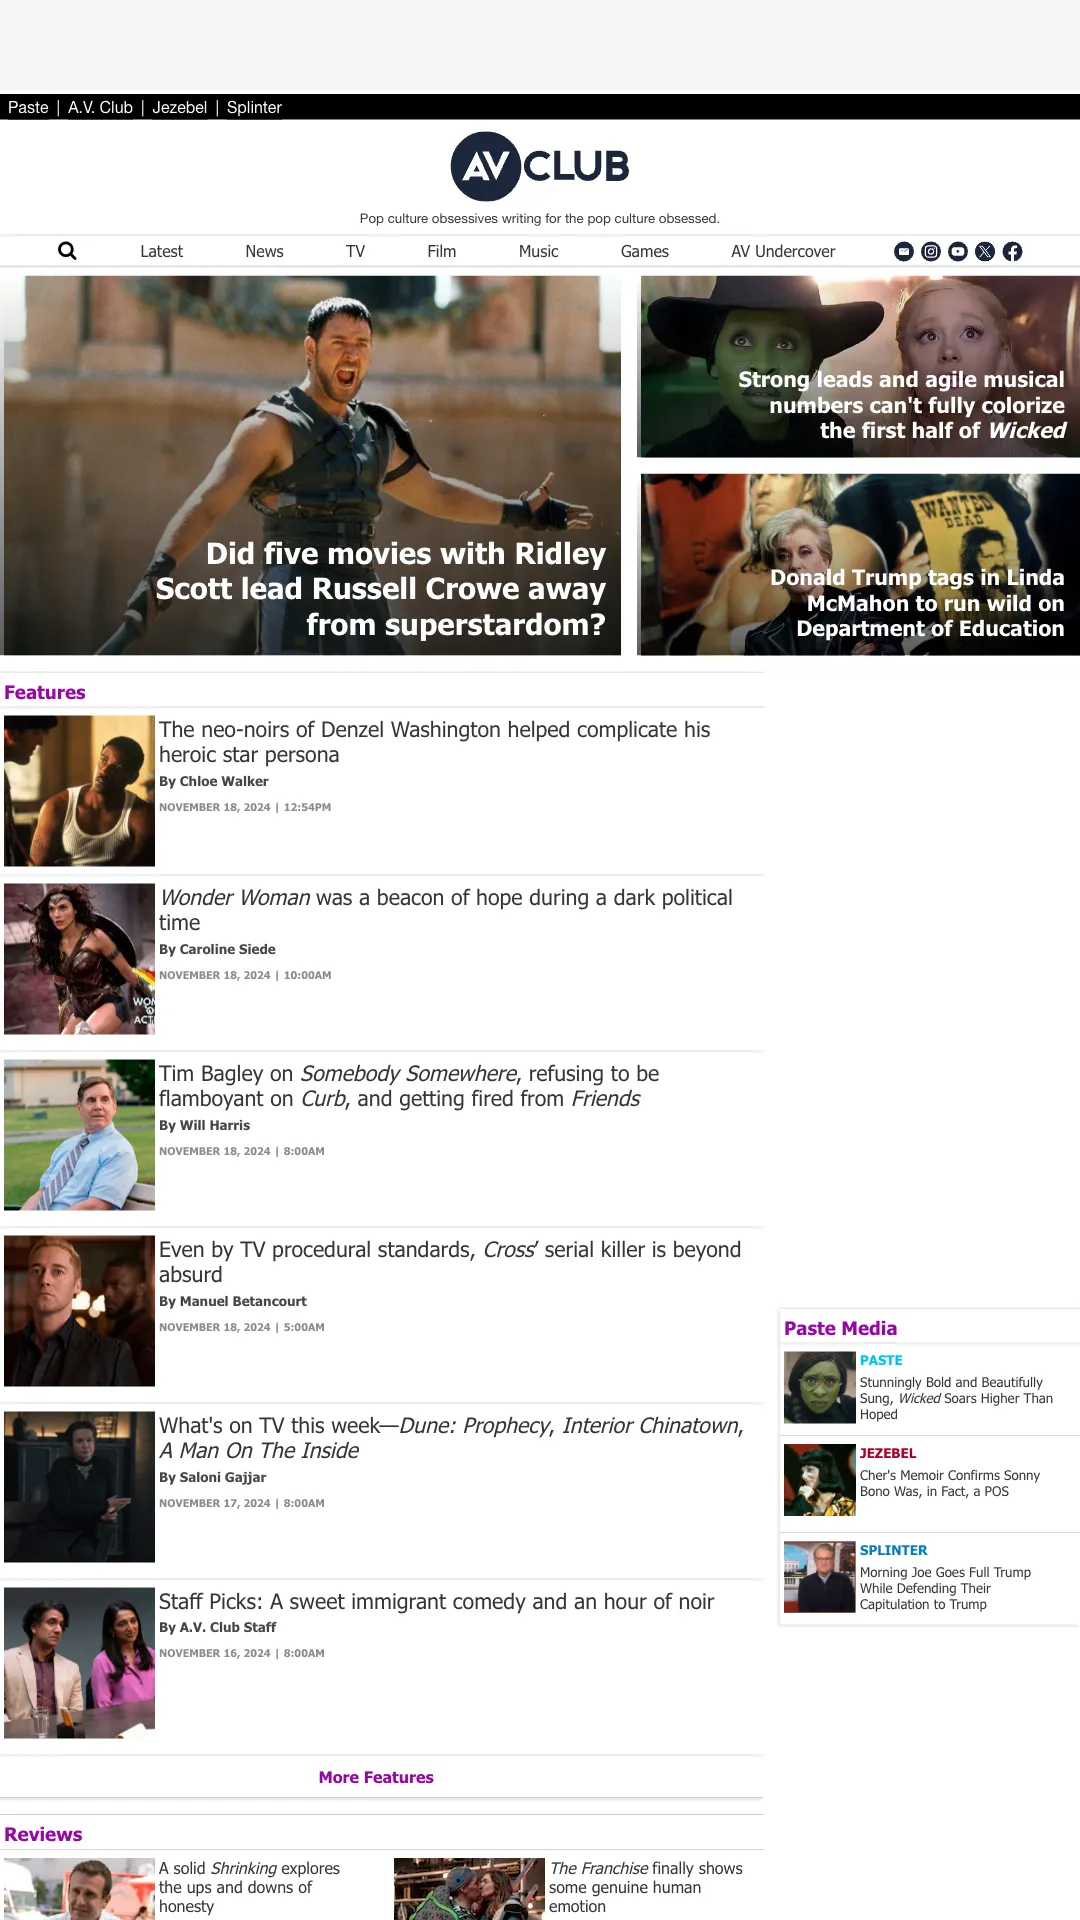 Paste | A.V. Club | Jezebel | Splinter
AV CLUB
Pop culture obsessives writing for the pop culture obsessed.
Latest News TV Film Music Games AV Undercover
Did five movies with Ridley
Scott lead Russell Crowe away
from superstardom?
Strong leads and agile musical
numbers can't fully colorize
the first half of Wicked
WANTED
DEAD
Donald Trump tags in Linda
McMahon to run wild on
Department of Education
Features
The neo-noirs of Denzel Washington helped complicate his
heroic star persona
By Chloe Walker
NOVEMBER 18, 2024 | 12:54PM
Wonder Woman was a beacon of hope during a dark political
time
By Caroline Siede
NOVEMBER 18, 2024 | 10:00AM
Tim Bagley on Somebody Somewhere, refusing to be
flamboyant on Curb, and getting fired from Friends
By Will Harris
NOVEMBER 18, 2024 | 8:00AM
Even by TV procedural standards, Cross’ serial killer is beyond
absurd
By Manuel Betancourt
NOVEMBER 18, 2024 | 5:00AM
What's on TV this week—Dune: Prophecy, Interior Chinatown,
A Man On The Inside
By Saloni Gajjar
NOVEMBER 17, 2024 | 8:00AM
Staff Picks: A sweet immigrant comedy and an hour of noir
By A.V. Club Staff
NOVEMBER 16, 2024 | 8:00AM
More Features
Paste Media
PASTE
Stunningly Bold and Beautifully
Sung, Wicked Soars Higher Than
Hoped
JEZEBEL
Cher's Memoir Confirms Sonny
Bono Was, in Fact, a POS
SPLINTER
Morning Joe Goes Full Trump
While Defending Their
Capitulation to Trump
Reviews
A solid Shrinking explores
the ups and downs of
honesty
The Franchise finally shows
some genuine human
emotion